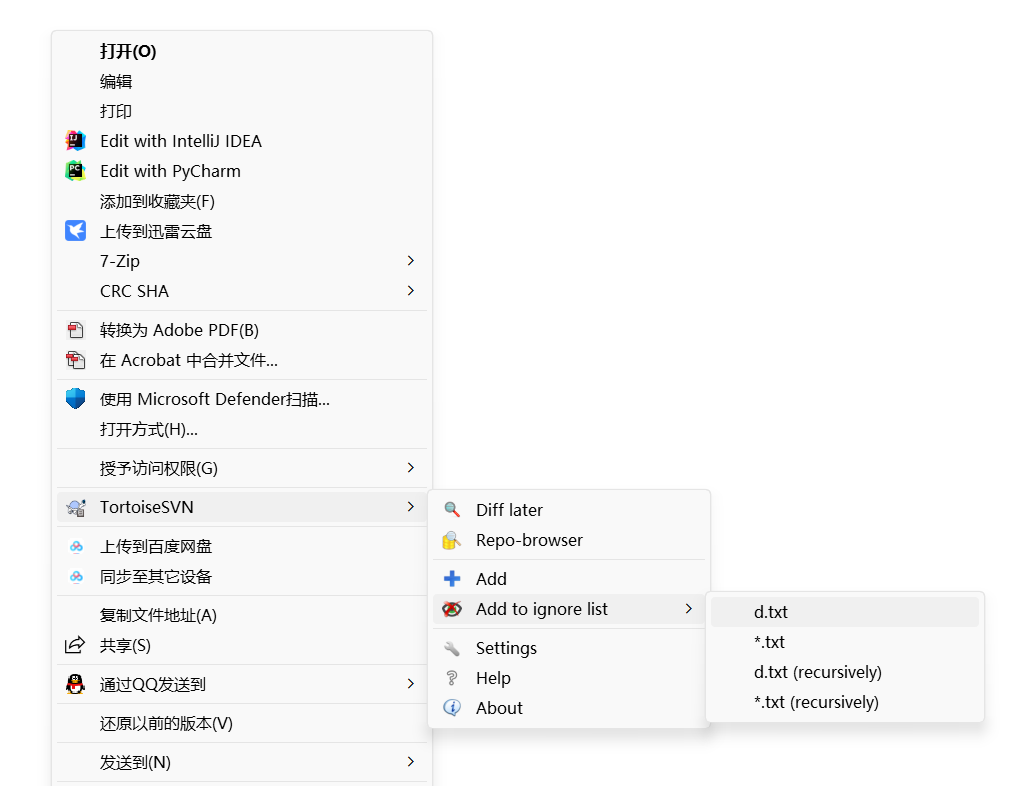 打开(O)
编辑
打印
Edit with IntelliJ IDEA
Edit with PyCharm
添加到收藏夹(F)
上传到迅雷云盘
7-Zip
CRC SHA
转换为 Adobe PDF(B)
在 Acrobat 中合并文件...
使用 Microsoft Defender扫描...
打开方式(H)...
授予访问权限(G)
TortoiseSVN
上传到百度网盘
同步至其它设备
复制文件地址(A)
共享(S)
通过QQ发送到
还原以前的版本(V)
发送到(N)
Diff later
Repo-browser
Add
Add to ignore list
Settings
Help
About
d.txt
*.txt
d.txt (recursively)
*.txt (recursively)